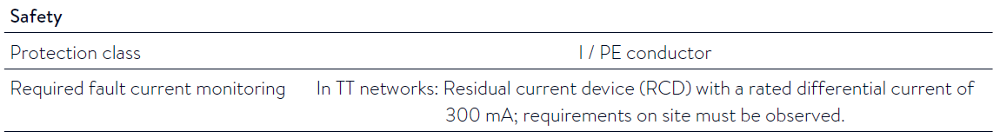 Safety
Protection class I / PE conductor
Required fault current monitoring In TT networks: Residual current device (RCD) with a rated differential current of
300 mA; requirements on site must be observed.